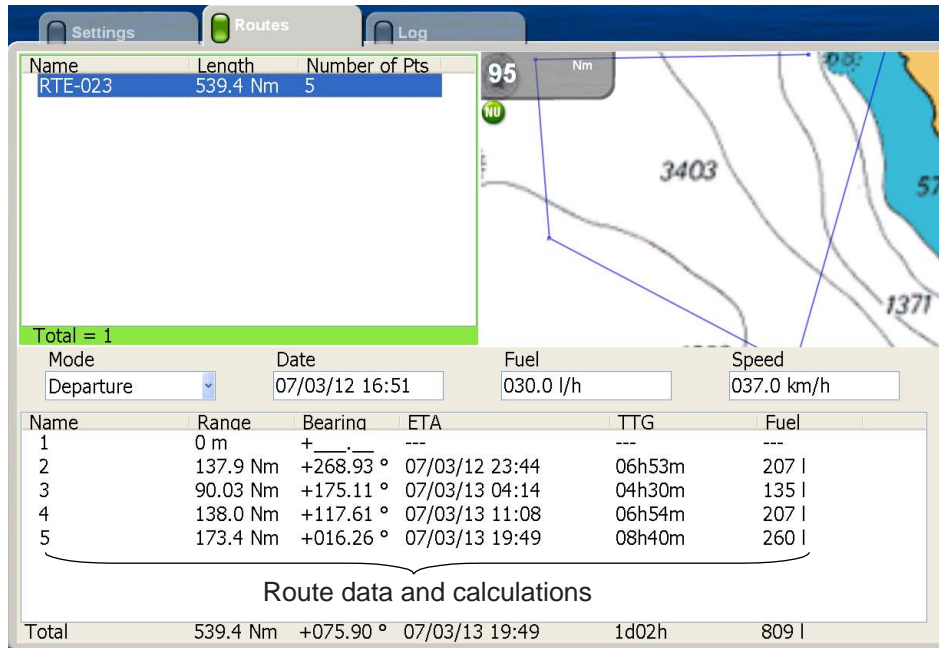 Settings Routes Log
Name Length Number of Pts
RTE-023 539.4 Nm 5
Total = 1
95 Nm
NU
3403
57
1371
Mode Date Fuel Speed
Departure 07/03/12 16:51 030.0 l/h 037.0 km/h
Name Range Bearing ETA TTG Fuel
1 0 m +___.__ --- --- ---
2 137.9 Nm +268.93 ° 07/03/12 23:44 06h53m 207 l
3 90.03 Nm +175.11 ° 07/03/13 04:14 04h30m 135 l
4 138.0 Nm +117.61 ° 07/03/13 11:08 06h54m 207 l
5 173.4 Nm +016.26 ° 07/03/13 19:49 08h40m 260 l
Route data and calculations
Total 539.4 Nm +075.90 ° 07/03/13 19:49 1d02h 809 l